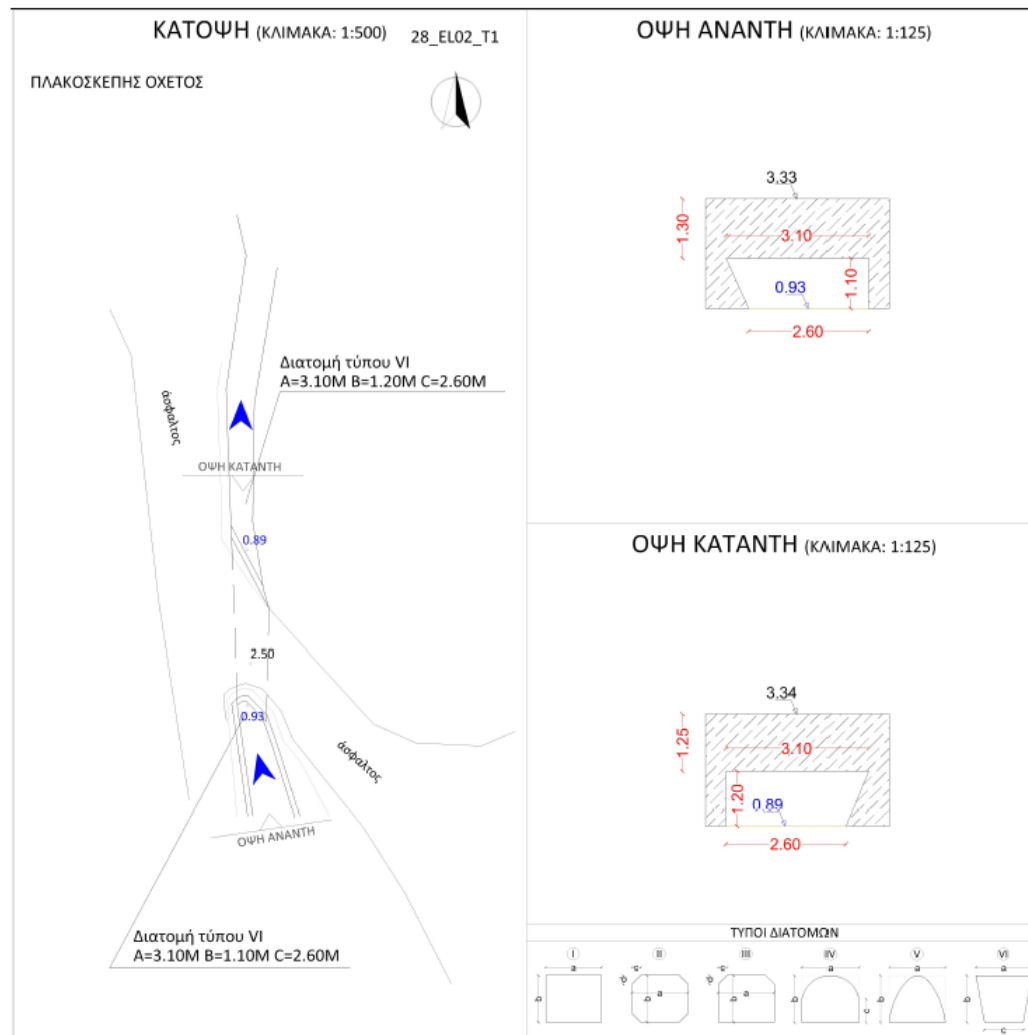 ΚΑΤΟΨΗ (ΚΛΙΜΑΚΑ: 1:500)
28_EL02_T1
ΠΛΑΚΟΣΚΕΠΗΣ ΟΧΕΤΟΣ
Διατομή τύπου VI
A=3.10M B=1.20M C=2.60M
άσφαλτος
ΟΨΗ ΚΑΤΑΝΤΗ
0.89
2.50
0.93
άσφαλτος
ΟΨΗ ΑΝΑΝΤΗ
Διατομή τύπου VI
A=3.10M B=1.10M C=2.60M
ΟΨΗ ΑΝΑΝΤΗ (ΚΛΙΜΑΚΑ: 1:125)
3.33
1.30
3.10
0.93
1.10
2.60
ΟΨΗ ΚΑΤΑΝΤΗ (ΚΛΙΜΑΚΑ: 1:125)
3.34
1.25
3.10
1.20
0.89
2.60
ΤΥΠΟΙ ΔΙΑΤΟΜΩΝ
I II III IV V VI
a c c a a a
b d b a d b a b c b b
c